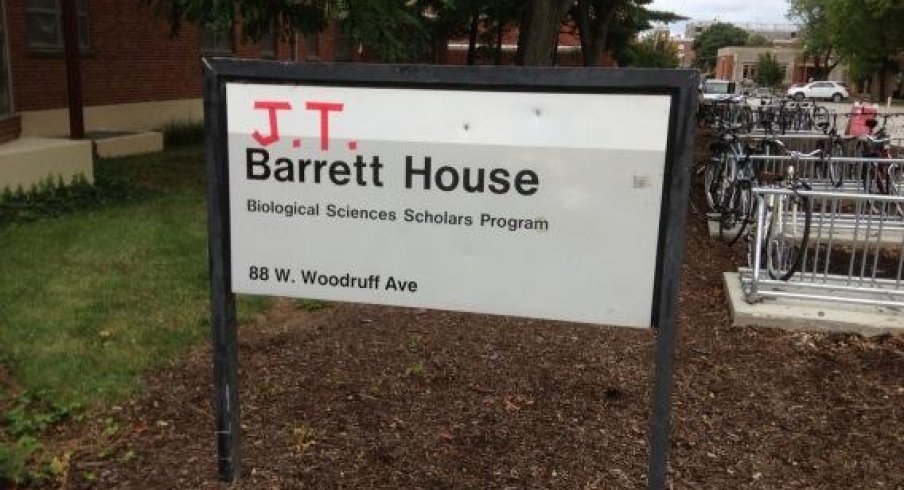 J.T.
Barrett House
Biological Sciences Scholars Program
88 W. Woodruff Ave